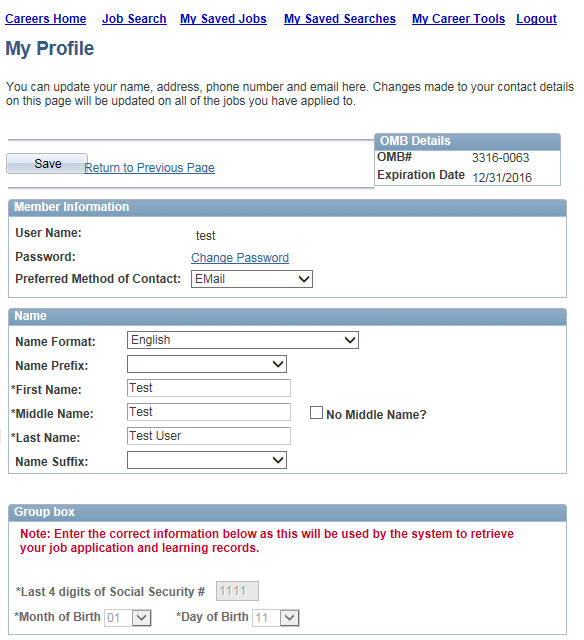 Careers Home Job Search My Saved Jobs My Saved Searches My Career Tools Logout
My Profile
You can update your name, address, phone number and email here. Changes made to your contact details
on this page will be updated on all of the jobs you have applied to.
OMB Details
Save Return to Previous Page
OMB# 3316-0063
Expiration Date 12/31/2016
Member Information
User Name: test
Password: Change Password
Preferred Method of Contact: EMail
Name
Name Format: English
Name Prefix:
*First Name: Test
*Middle Name: Test No Middle Name?
*Last Name: Test User
Name Suffix:
Group box
Note: Enter the correct information below as this will be used by the system to retrieve
your job application and learning records.
*Last 4 digits of Social Security # 1111
*Month of Birth 01 *Day of Birth 11